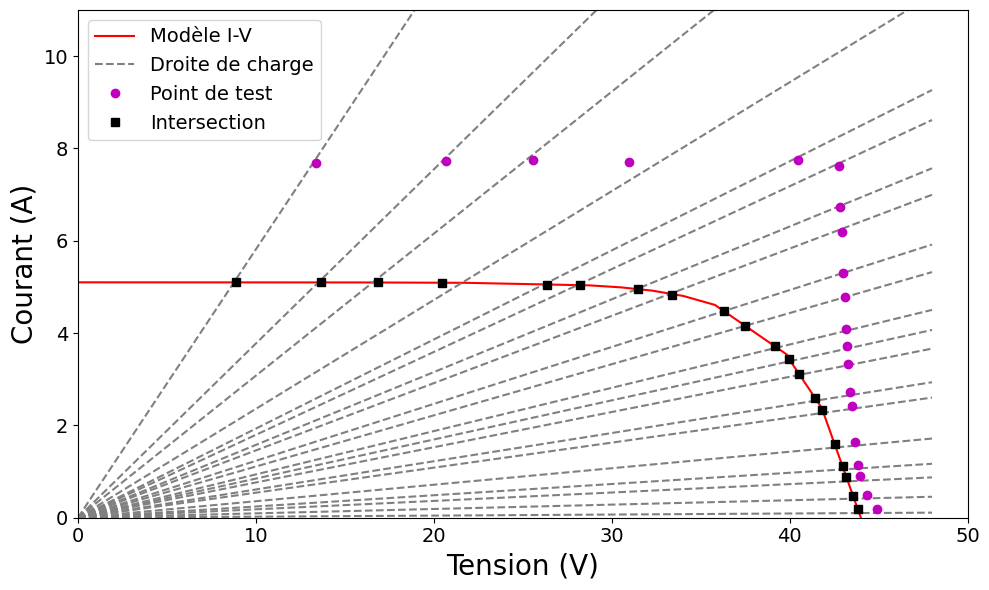 Modèle I-V
Droite de charge
Point de test
Intersection
Courant (A)
10
8
6
4
2
0
0 10 20 30 40 50
Tension (V)